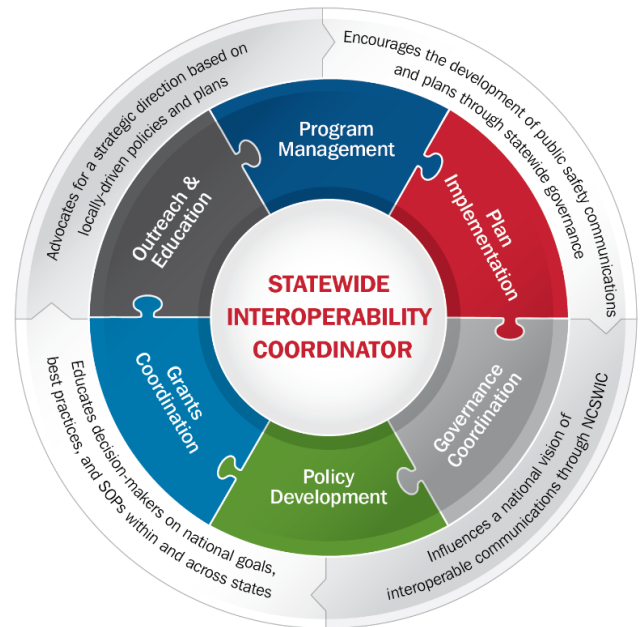 STATEWIDE
INTEROPERABILITY
COORDINATOR
Program
Management
Plan
Implementation
Governance
Coordination
Policy
Development
Grants
Coordination
Outreach &
Education
Encourages the development of public safety communications
and plans through statewide governance
Influences a national vision of
interoperable communications through NCSWIC
Educates decision-makers on national goals,
best practices, and SOPs within and across states
Advocates for a strategic direction based on
locally-driven policies and plans